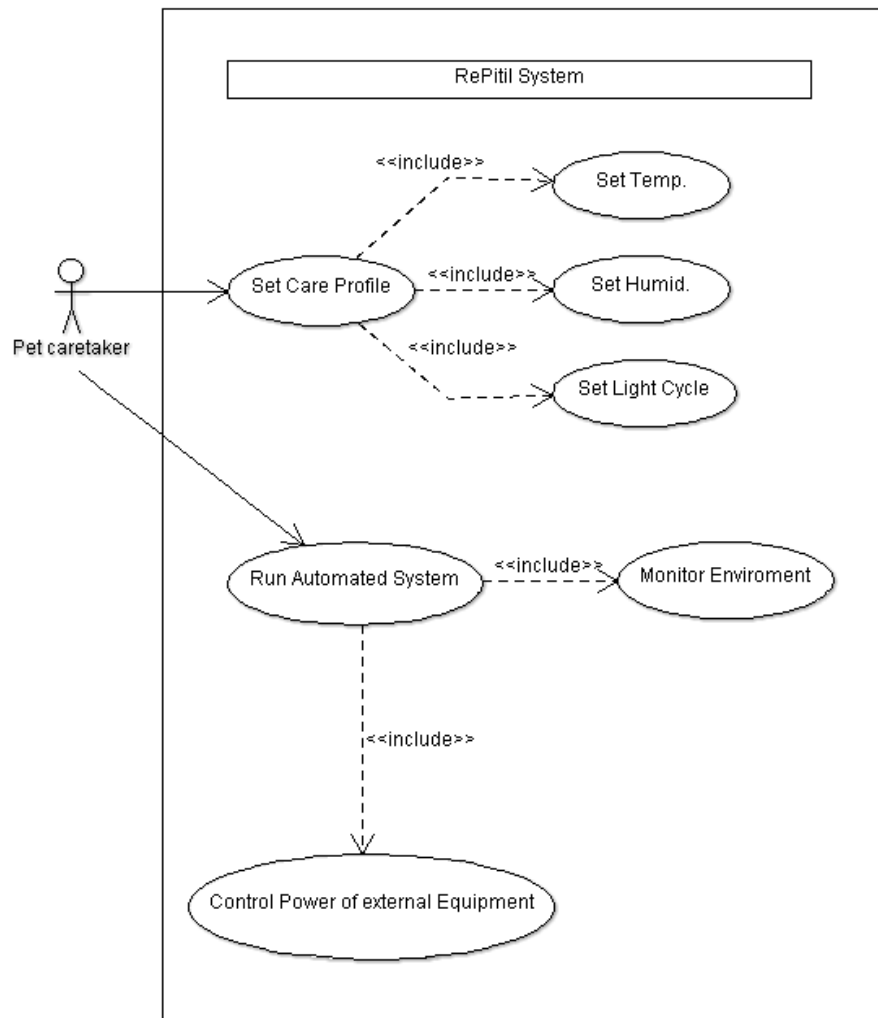 RePitil System
<<include>>
Set Temp.
Set Care Profile
<<include>>
Set Humid.
Pet caretaker
<<include>>
Set Light Cycle
Run Automated System
<<include>>
Monitor Enviroment
<<include>>
Control Power of external Equipment